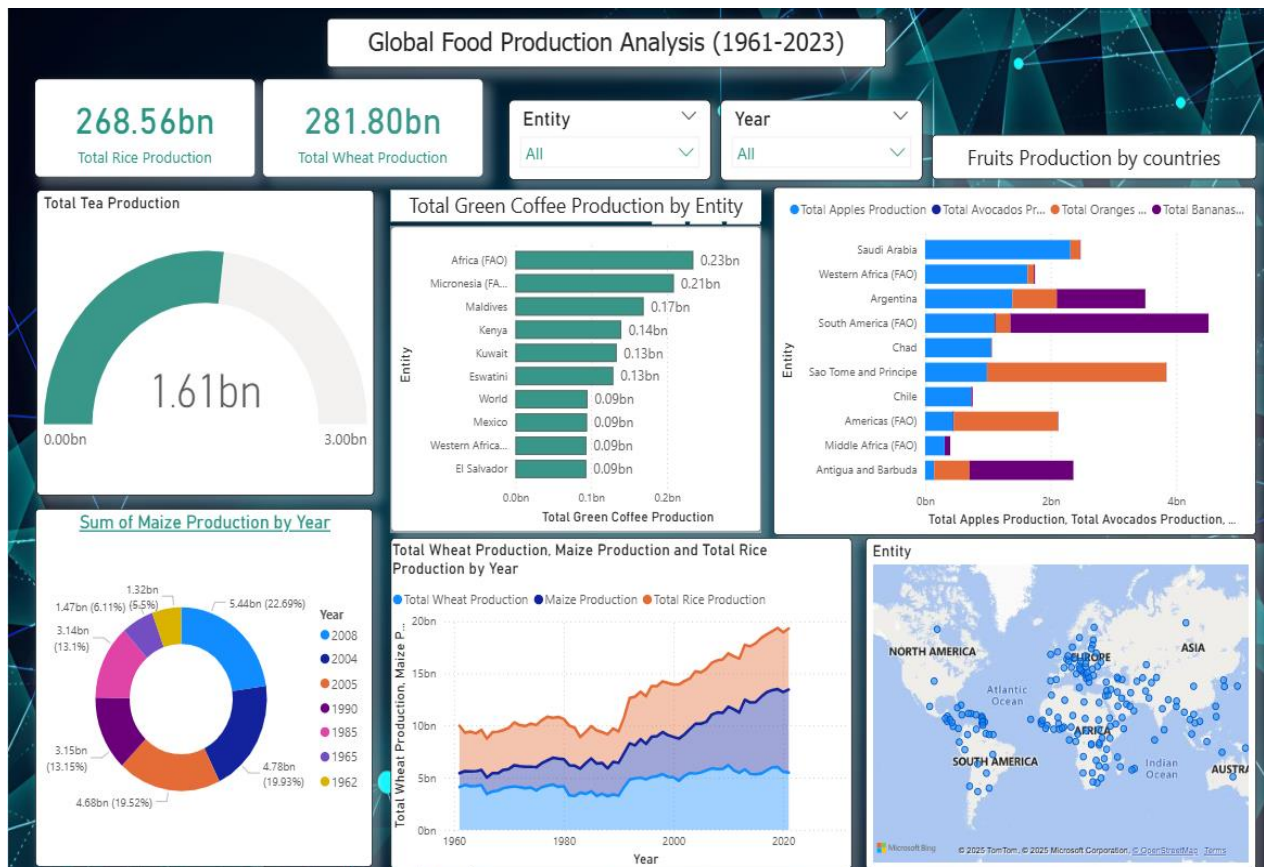 Global Food Production Analysis (1961-2023)
268.56bn
Total Rice Production
281.80bn
Total Wheat Production
Entity
All
Year
All
Fruits Production by countries
Total Tea Production
1.61bn
0.00bn
3.00bn
Total Green Coffee Production by Entity
Entity
Africa (FAO)
0.23bn
Micronesia (FA...
0.21bn
Maldives
0.17bn
Kenya
0.14bn
Kuwait
0.13bn
Eswatini
0.13bn
World
0.09bn
Mexico
0.09bn
Western Africa...
0.09bn
El Salvador
0.09bn
0.0bn
0.1bn
0.2bn
Total Green Coffee Production
Total Apples Production
Total Avocados Pr...
Total Oranges ...
Total Bananas...
Entity
Saudi Arabia
Western Africa (FAO)
Argentina
South America (FAO)
Chad
Sao Tome and Principe
Chile
Americas (FAO)
Middle Africa (FAO)
Antigua and Barbuda
0bn
2bn
4bn
Total Apples Production, Total Avocados Production, ...
Sum of Maize Production by Year
1.32bn
(5.5%)
1.47bn (6.11%)
5.44bn (22.69%)
3.14bn
(13.1%)
3.15bn
(13.15%)
4.68bn (19.52%)
4.78bn
(19.93%)
Year
2008
2004
2005
1990
1985
1965
1962
Total Wheat Production, Maize Production and Total Rice
Production by Year
Total Wheat Production
Maize Production
Total Rice Production
Total Wheat Production, Maize P...
20bn
15bn
10bn
5bn
0bn
1960
1980
2000
2020
Year
Entity
NORTH AMERICA
EUROPE
ASIA
Atlantic
Ocean
AFRICA
SOUTH AMERICA
Indian
Ocean
AUSTRA
Microsoft Bing
© 2025 TomTom, © 2025 Microsoft Corporation, © OpenStreetMap Terms